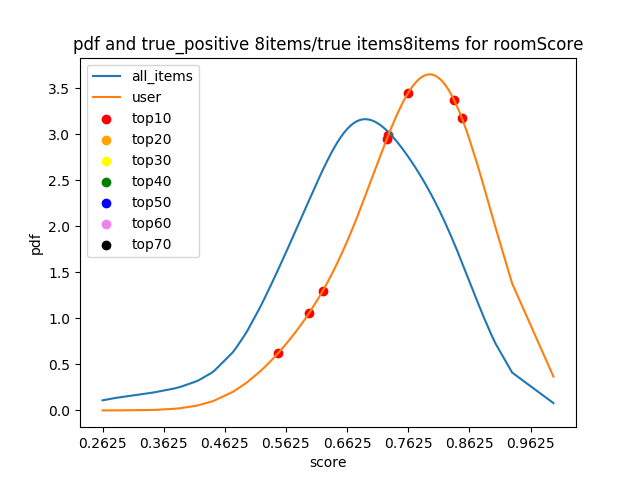 pdf and true_positive 8items/true items8items for roomScore
all_items
user
top10
top20
top30
top40
top50
top60
top70
3.5
3.0
2.5
2.0
1.5
1.0
0.5
0.0
pdf
0.2625 0.3625 0.4625 0.5625 0.6625 0.7625 0.8625 0.9625
score